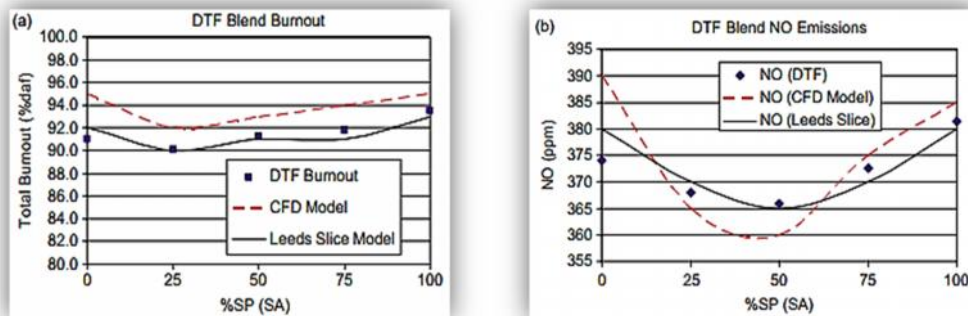 (a)
DTF Blend Burnout
Total Burnout (%daf)
100.0
98.0
96.0
94.0
92.0
90.0
88.0
86.0
84.0
82.0
80.0
DTF Burnout
CFD Model
Leeds Slice Model
0 25 50 75 100
%SP (SA)
(b)
DTF Blend NO Emissions
NO (ppm)
395
390
385
380
375
370
365
360
355
NO (DTF)
NO (CFD Model)
NO (Leeds Slice)
0 25 50 75 100
%SP (SA)